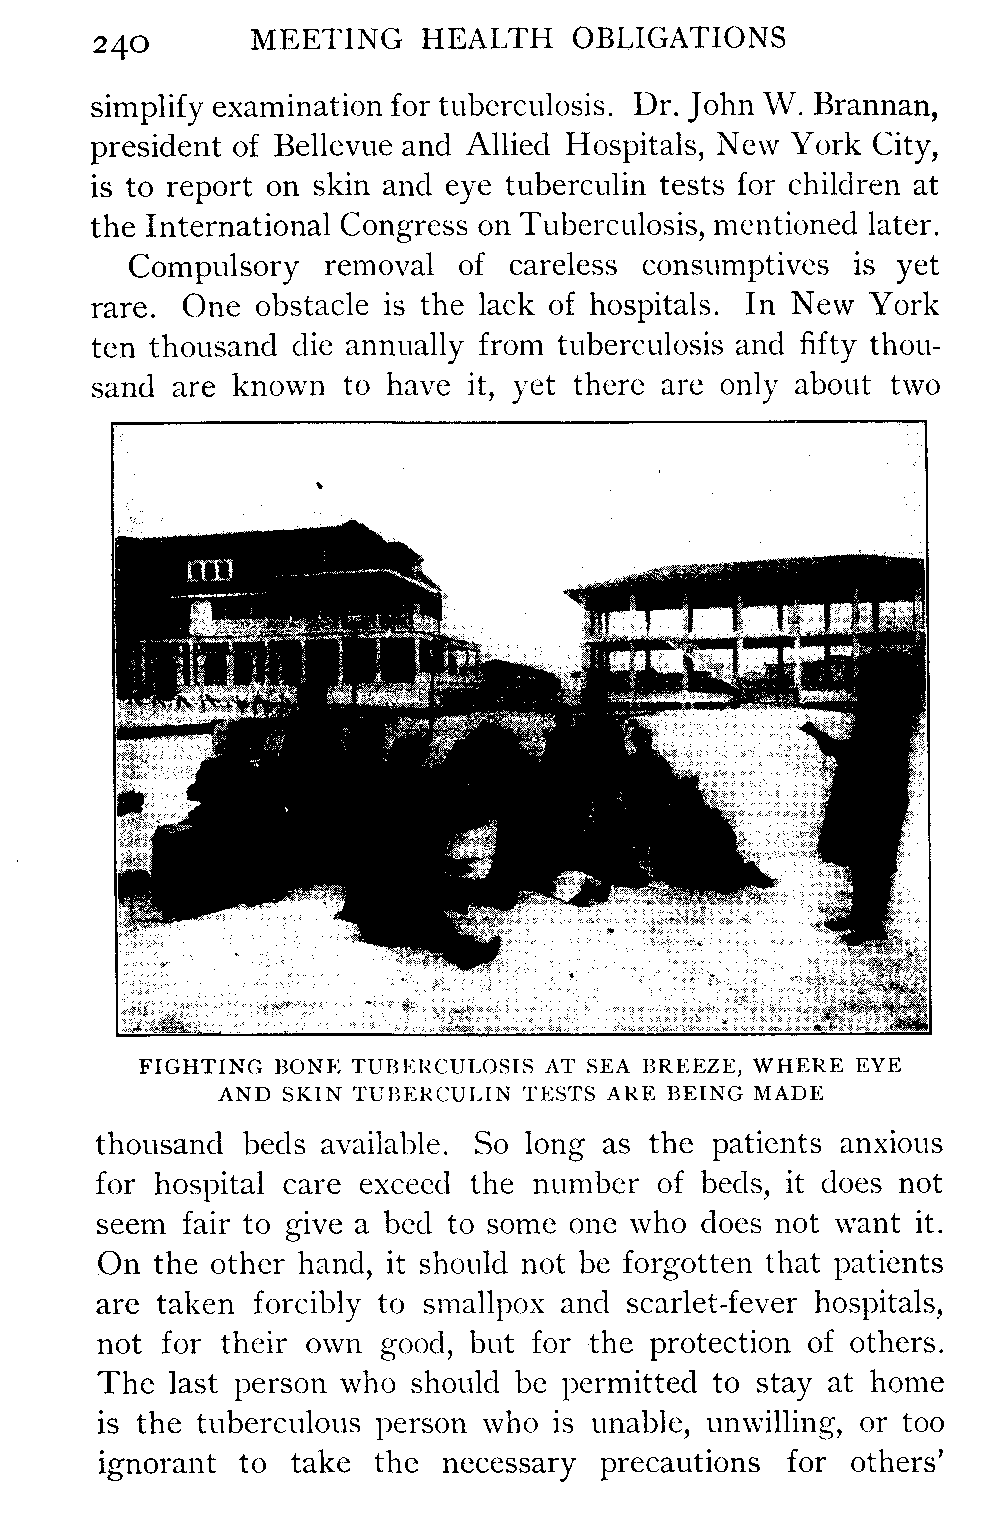 240 MEETING HEALTH OBLIGATIONS
simplify examination for tuberculosis. Dr. John W. Brannan,
president of Bellevue and Allied Hospitals, New York City,
is to report on skin and eye tuberculin tests for children at
the International Congress on Tuberculosis, mentioned later.
Compulsory removal of careless consumptives is yet
rare. One obstacle is the lack of hospitals. In New York
ten thousand die annually from tuberculosis and fifty thou-
sand are known to have it, yet there are only about two
FIGHTING BONE TUBERCULOSIS AT SEA BREEZE, WHERE EYE
AND SKIN TUBERCULIN TESTS ARE BEING MADE
thousand beds available. So long as the patients anxious
for hospital care exceed the number of beds, it does not
seem fair to give a bed to some one who does not want it.
On the other hand, it should not be forgotten that patients
are taken forcibly to smallpox and scarlet-fever hospitals,
not for their own good, but for the protection of others.
The last person who should be permitted to stay at home
is the tuberculous person who is unable, unwilling, or too
ignorant to take the necessary precautions for others'